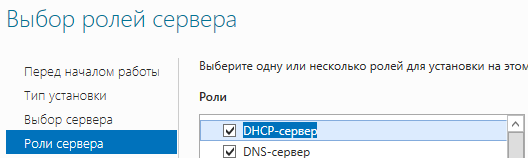 Выбор ролей сервера
Перед началом работы
Тип установки
Выбор сервера
Роли сервера
Выберите одну или несколько ролей для установки на этом
Роли
DHCP-сервер
DNS-сервер